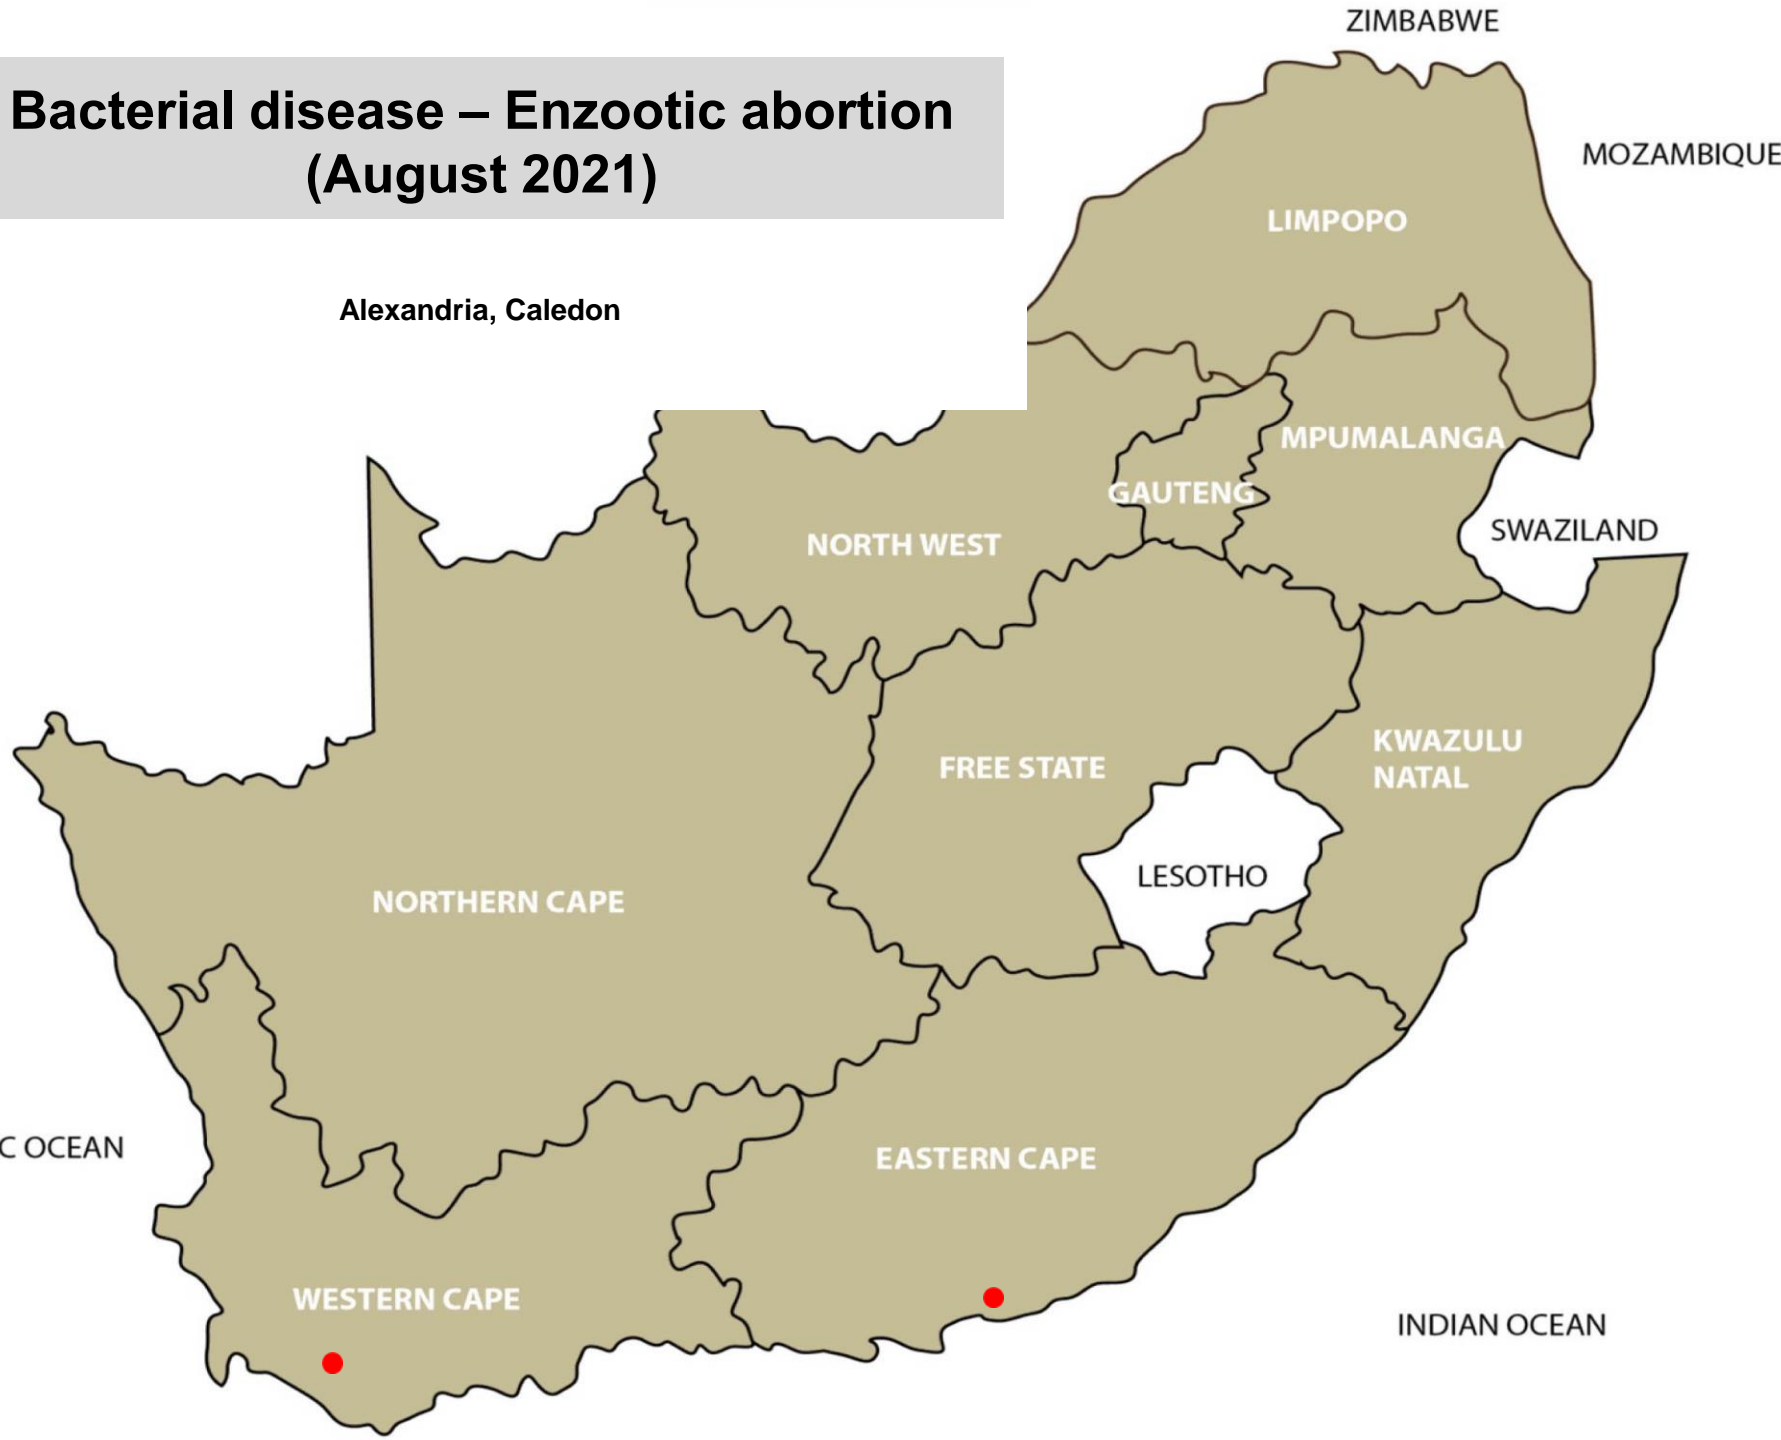 ZIMBABWE
Bacterial disease – Enzootic abortion
(August 2021)
MOZAMBIQUE
LIMPOPO
Alexandria, Caledon
MPUMALANGA
GAUTENG
SWAZILAND
NORTH WEST
KWAZULU
NATAL
FREE STATE
LESOTHO
NORTHERN CAPE
C OCEAN
EASTERN CAPE
WESTERN CAPE
INDIAN OCEAN